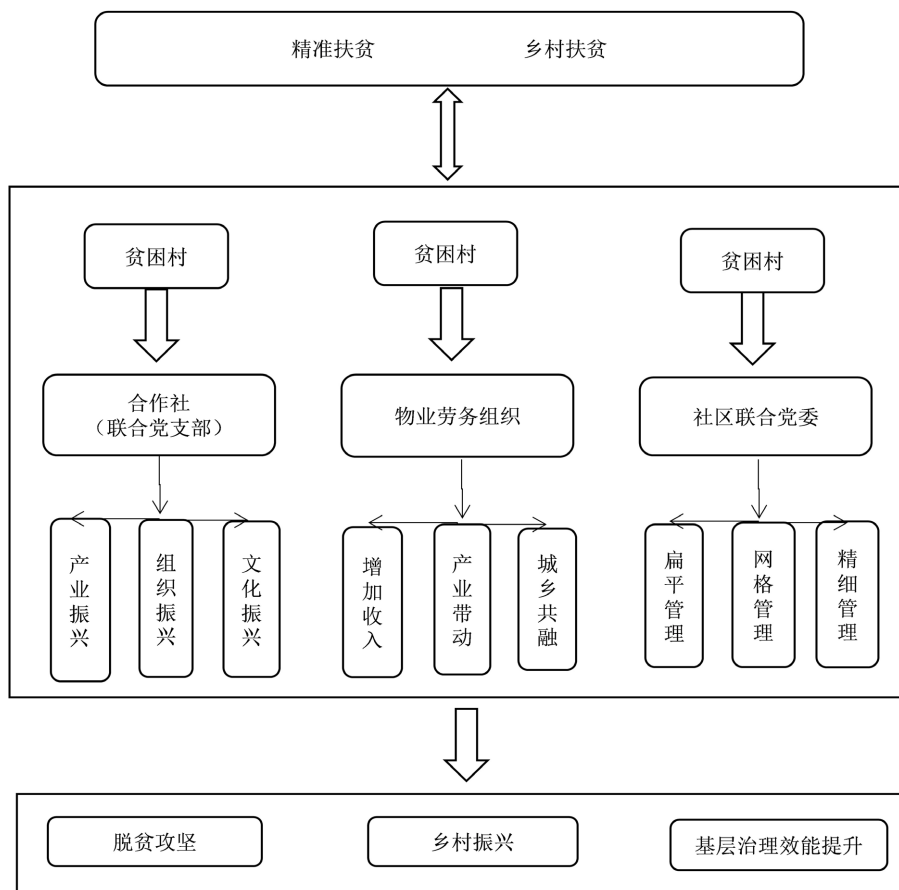 精准扶贫 乡村扶贫
贫困村 贫困村 贫困村
合作社
（联合党支部）
物业劳务组织
社区联合党委
产业振兴
组织振兴
文化振兴
增加收入
产业带动
城乡共融
扁平管理
网格管理
精细管理
脱贫攻坚
乡村振兴
基层治理效能提升